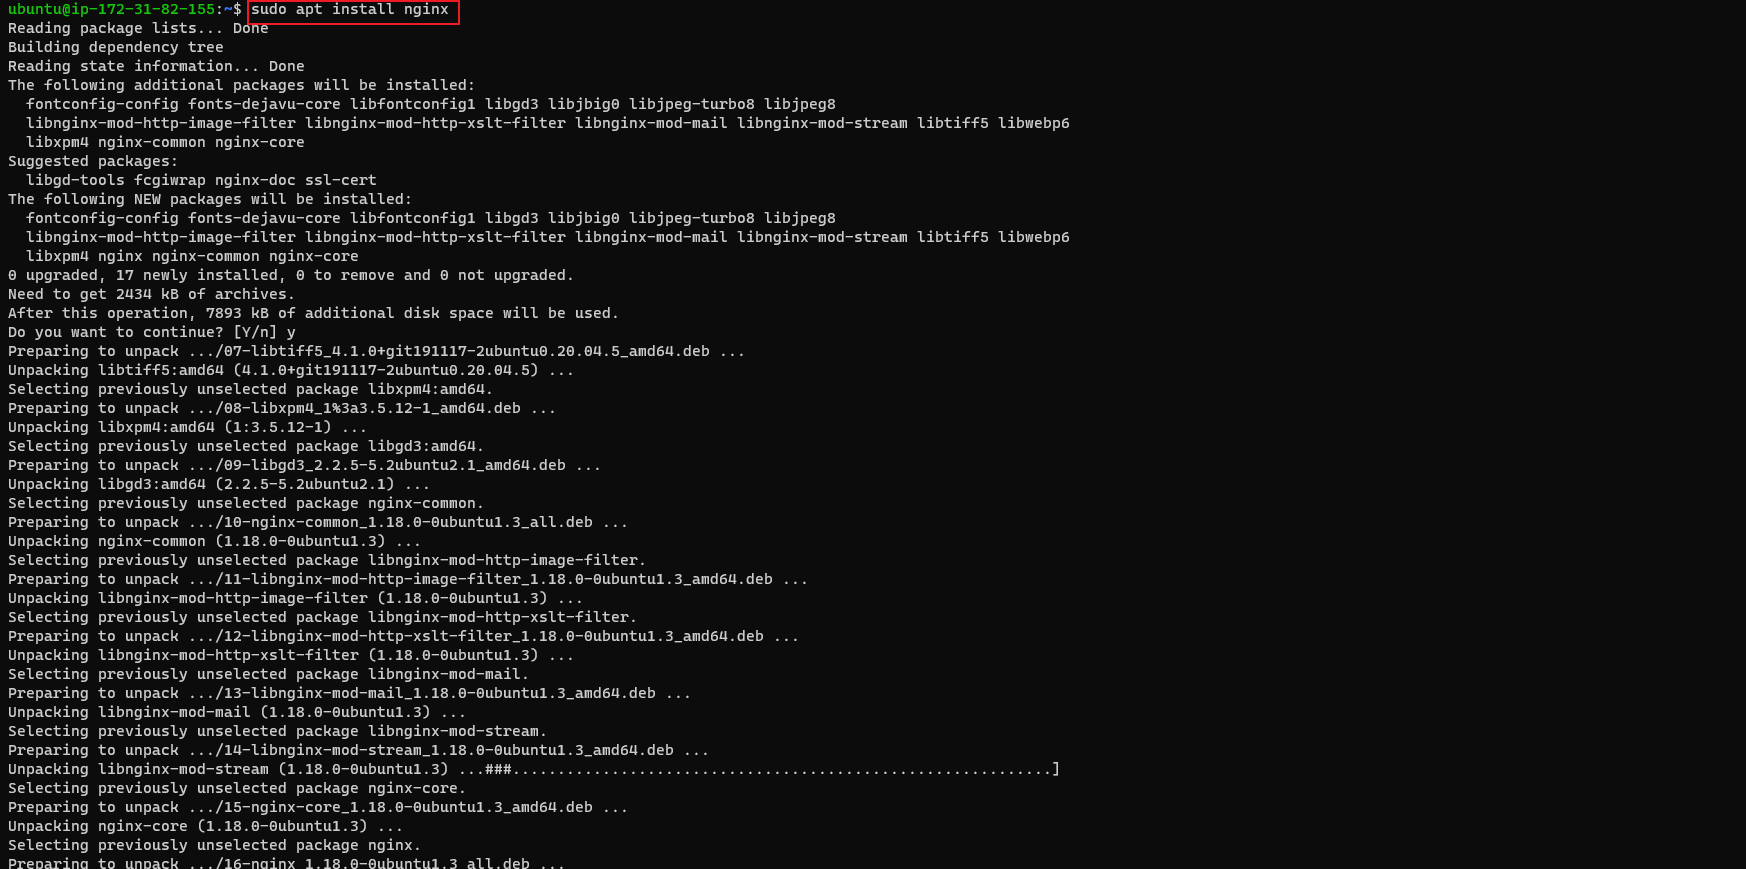 ubuntu@ip-172-31-82-155:~$ sudo apt install nginx
Reading package lists... Done
Building dependency tree
Reading state information... Done
The following additional packages will be installed:
  fontconfig-config fonts-dejavu-core libfontconfig1 libgd3 libjbig0 libjpeg-turbo8 libjpeg8
  libnginx-mod-http-image-filter libnginx-mod-http-xslt-filter libnginx-mod-mail libnginx-mod-stream libtiff5 libwebp6
  libxpm4 nginx-common nginx-core
Suggested packages:
  libgd-tools fcgiwrap nginx-doc ssl-cert
The following NEW packages will be installed:
  fontconfig-config fonts-dejavu-core libfontconfig1 libgd3 libjbig0 libjpeg-turbo8 libjpeg8
  libnginx-mod-http-image-filter libnginx-mod-http-xslt-filter libnginx-mod-mail libnginx-mod-stream libtiff5 libwebp6
  libxpm4 nginx nginx-common nginx-core
0 upgraded, 17 newly installed, 0 to remove and 0 not upgraded.
Need to get 2434 kB of archives.
After this operation, 7893 kB of additional disk space will be used.
Do you want to continue? [Y/n] y
Preparing to unpack .../07-libtiff5_4.1.0+git191117-2ubuntu0.20.04.5_amd64.deb ...
Unpacking libtiff5:amd64 (4.1.0+git191117-2ubuntu0.20.04.5) ...
Selecting previously unselected package libxpm4:amd64.
Preparing to unpack .../08-libxpm4_1%3a3.5.12-1_amd64.deb ...
Unpacking libxpm4:amd64 (1:3.5.12-1) ...
Selecting previously unselected package libgd3:amd64.
Preparing to unpack .../09-libgd3_2.2.5-5.2ubuntu2.1_amd64.deb ...
Unpacking libgd3:amd64 (2.2.5-5.2ubuntu2.1) ...
Selecting previously unselected package nginx-common.
Preparing to unpack .../10-nginx-common_1.18.0-0ubuntu1.3_all.deb ...
Unpacking nginx-common (1.18.0-0ubuntu1.3) ...
Selecting previously unselected package libnginx-mod-http-image-filter.
Preparing to unpack .../11-libnginx-mod-http-image-filter_1.18.0-0ubuntu1.3_amd64.deb ...
Unpacking libnginx-mod-http-image-filter (1.18.0-0ubuntu1.3) ...
Selecting previously unselected package libnginx-mod-http-xslt-filter.
Preparing to unpack .../12-libnginx-mod-http-xslt-filter_1.18.0-0ubuntu1.3_amd64.deb ...
Unpacking libnginx-mod-http-xslt-filter (1.18.0-0ubuntu1.3) ...
Selecting previously unselected package libnginx-mod-mail.
Preparing to unpack .../13-libnginx-mod-mail_1.18.0-0ubuntu1.3_amd64.deb ...
Unpacking libnginx-mod-mail (1.18.0-0ubuntu1.3) ...
Selecting previously unselected package libnginx-mod-stream.
Preparing to unpack .../14-libnginx-mod-stream_1.18.0-0ubuntu1.3_amd64.deb ...
Unpacking libnginx-mod-stream (1.18.0-0ubuntu1.3) ...###............................................................]
Selecting previously unselected package nginx-core.
Preparing to unpack .../15-nginx-core_1.18.0-0ubuntu1.3_amd64.deb ...
Unpacking nginx-core (1.18.0-0ubuntu1.3) ...
Selecting previously unselected package nginx.
Preparing to unpack .../16-nginx_1.18.0-0ubuntu1.3_all.deb ...